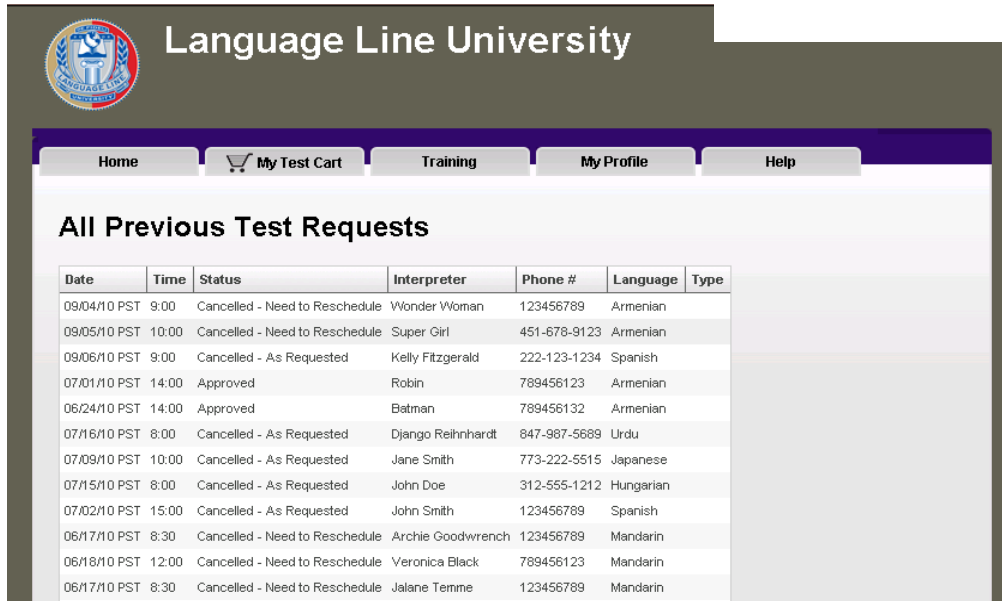 Language Line University
LANGUAGE LINE
UNIVERSITY
Home My Test Cart Training My Profile Help
All Previous Test Requests
Date Time Status Interpreter Phone # Language Type
09/04/10 PST 9:00 Cancelled - Need to Reschedule Wonder Woman 123456789 Armenian
09/05/10 PST 10:00 Cancelled - Need to Reschedule Super Girl 451-678-9123 Armenian
09/06/10 PST 9:00 Cancelled - As Requested Kelly Fitzgerald 222-123-1234 Spanish
07/01/10 PST 14:00 Approved Robin 789456123 Armenian
06/24/10 PST 14:00 Approved Batman 789456132 Armenian
07/16/10 PST 8:00 Cancelled - As Requested Django Reihnhardt 847-987-5689 Urdu
07/09/10 PST 10:00 Cancelled - As Requested Jane Smith 773-222-5515 Japanese
07/15/10 PST 8:00 Cancelled - As Requested John Doe 312-555-1212 Hungarian
07/02/10 PST 15:00 Cancelled - As Requested John Smith 123456789 Spanish
06/17/10 PST 8:30 Cancelled - Need to Reschedule Archie Goodwrench 123456789 Mandarin
06/18/10 PST 12:00 Cancelled - Need to Reschedule Veronica Black 789456123 Mandarin
06/17/10 PST 8:30 Cancelled - Need to Reschedule Jalane Temme 123456789 Mandarin